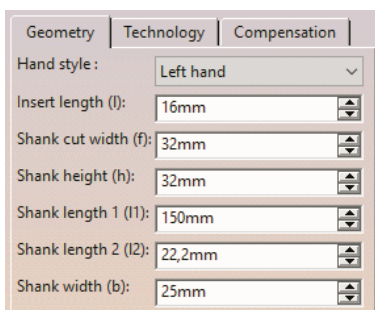 Geometry Technology Compensation
Hand style : Left hand
Insert length (l): 16mm
Shank cut width (f): 32mm
Shank height (h): 32mm
Shank length 1 (l1): 150mm
Shank length 2 (l2): 22,2mm
Shank width (b): 25mm